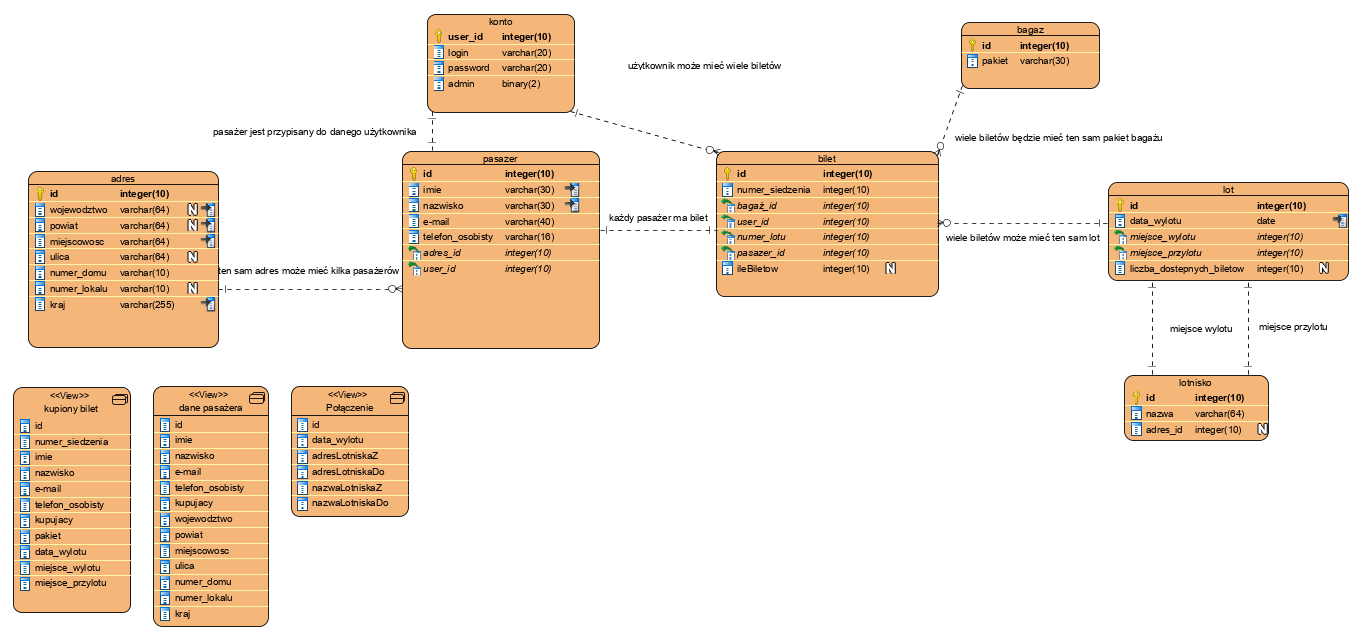 konto
user_id integer(10)
login varchar(20)
password varchar(20)
admin binary(2)
bagaz
id integer(10)
pakiet varchar(30)
użytkownik może mieć wiele biletów
pasażer jest przypisany do danego użytkownika
wiele biletów będzie mieć ten sam pakiet bagażu
adres
id integer(10)
wojewodztwo varchar(64) N
powiat varchar(64) N
miejscowosc varchar(64)
ulica varchar(64) N
numer_domu varchar(10)
numer_lokalu varchar(10) N
kraj varchar(255)
ten sam adres może mieć kilka pasażerów
pasazer
id integer(10)
imie varchar(30)
nazwisko varchar(30)
e-mail varchar(40)
telefon_osobisty varchar(16)
adres_id integer(10)
user_id integer(10)
każdy pasażer ma bilet
bilet
id integer(10)
numer_siedzenia integer(10)
bagaż_id integer(10)
user_id integer(10)
numer_lotu integer(10)
pasazer_id integer(10)
ileBiletow integer(10) N
wiele biletów może mieć ten sam lot
lot
id integer(10)
data_wylotu date
miejsce_wylotu integer(10)
miejsce_przylotu integer(10)
liczba_dostepnych_biletow integer(10) N
miejsce wylotu
miejsce przylotu
lotnisko
id integer(10)
nazwa varchar(64)
adres_id integer(10) N
<<View>>
kupiony bilet
id
numer_siedzenia
imie
nazwisko
e-mail
telefon_osobisty
kupujacy
pakiet
data_wylotu
miejsce_wylotu
miejsce_przylotu
<<View>>
dane pasażera
id
imie
nazwisko
e-mail
telefon_osobisty
kupujacy
wojewodztwo
powiat
miejscowosc
ulica
numer_domu
numer_lokalu
kraj
<<View>>
Połączenie
id
data_wylotu
adresLotniskaZ
adresLotniskaDo
nazwaLotniskaZ
nazwaLotniskaDo